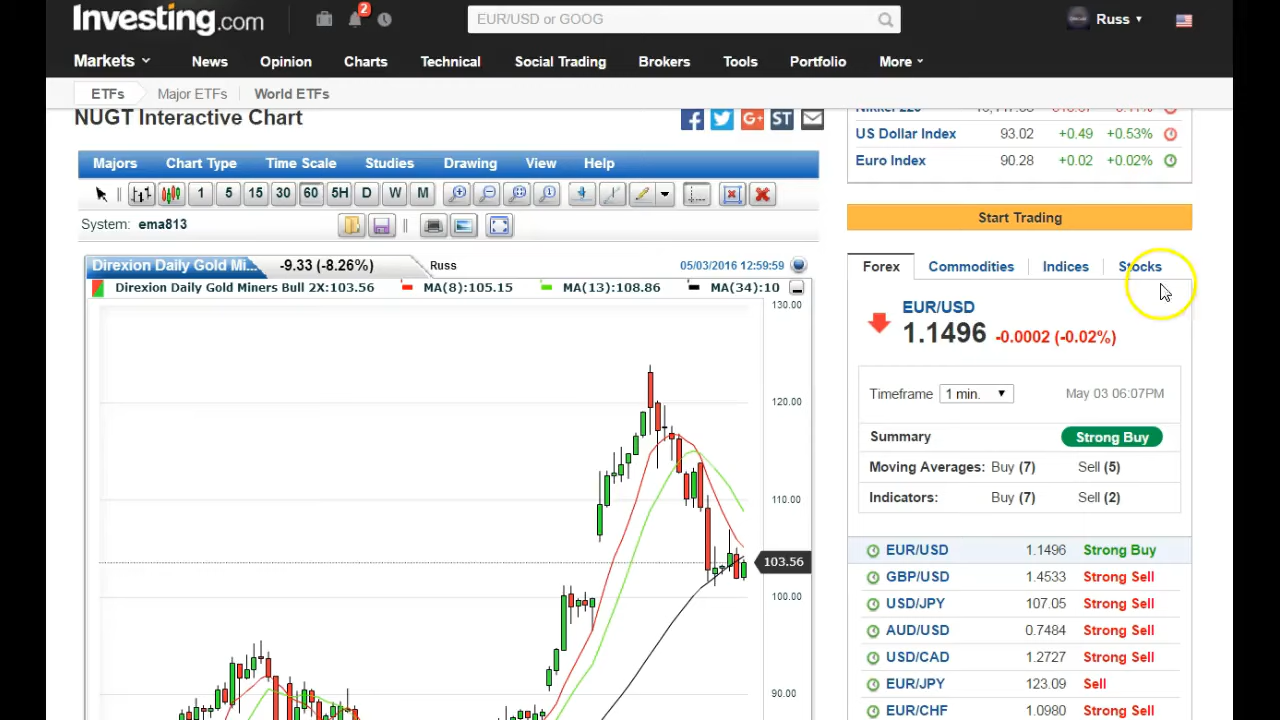 Investing.com
2
EUR/USD or GOOG
Russ
Markets News Opinion Charts Technical Social Trading Brokers Tools Portfolio More
ETFs Major ETFs World ETFs
NUGT Interactive Chart
ST
US Dollar Index 93.02 +0.49 +0.53%
Euro Index 90.28 +0.02 +0.02%
Majors Chart Type Time Scale Studies Drawing View Help
1 5 15 30 60 5H D W M
System: ema813
Start Trading
Direxion Daily Gold Mi... -9.33 (-8.26%) Russ 05/03/2016 12:59:59
Direxion Daily Gold Miners Bull 2X:103.56 MA(8):105.15 MA(13):108.86 MA(34):10
130.00
120.00
110.00
103.56
100.00
90.00
Forex Commodities Indices Stocks
EUR/USD
1.1496 -0.0002 (-0.02%)
Timeframe 1 min. May 03 06:07PM
Summary Strong Buy
Moving Averages: Buy (7) Sell (5)
Indicators: Buy (7) Sell (2)
EUR/USD 1.1496 Strong Buy
GBP/USD 1.4533 Strong Sell
USD/JPY 107.05 Strong Sell
AUD/USD 0.7484 Strong Sell
USD/CAD 1.2727 Strong Sell
EUR/JPY 123.09 Sell
EUR/CHF 1.0980 Strong Sell